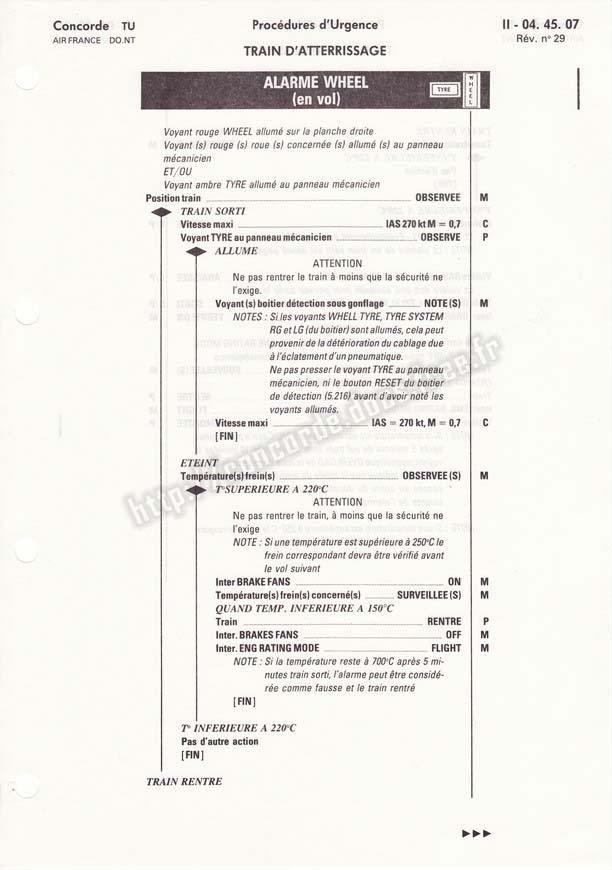 Concorde TU Procédures d'Urgence II - 04. 45. 07
AIR FRANCE DO.NT Rév. n° 29
TRAIN D'ATTERRISSAGE
ALARME WHEEL
(en vol)
TYRE
WHEEL
Voyant rouge WHEEL allumé sur la planche droite
Voyant (s) rouge (s) roue (s) concernée (s) allumé (s) au panneau
mécanicien
ET/OU
Voyant ambre TYRE allumé au panneau mécanicien
Position train OBSERVEE M
TRAIN SORTI
Vitesse maxi IAS 270 kt M = 0,7 C
Voyant TYRE au panneau mécanicien OBSERVE P
ALLUME
ATTENTION
Ne pas rentrer le train à moins que la sécurité ne
l'exige.
Voyant (s) boitier détection sous gonflage NOTE (S) M
NOTES : Si les voyants WHELL TYRE, TYRE SYSTEM
RG et LG (du boitier) sont allumés, cela peut
provenir de la détérioration du cablage due
à l'éclatement d'un pneumatique.
Ne pas presser le voyant TYRE au panneau
mécanicien, ni le bouton RESET du boitier
de détection (5.216) avant d'avoir noté les
voyants allumés.
Vitesse maxi IAS = 270 kt, M = 0,7 C
[FIN]
ETEINT
Température(s) frein(s) OBSERVEE (S) M
T° SUPERIEURE A 220°C
ATTENTION
Ne pas rentrer le train, à moins que la sécurité ne
l'exige
NOTE : Si une température est supérieure à 250°C le
frein correspondant devra être vérifié avant
le vol suivant
Inter BRAKE FANS ON M
Température(s) frein(s) concerné(s) SURVEILLEE (S) M
QUAND TEMP. INFERIEURE A 150°C
Train RENTRE P
Inter. BRAKES FANS OFF M
Inter. ENG RATING MODE FLIGHT M
NOTE : Si la température reste à 700°C après 5 mi-
nutes train sorti, l'alarme peut être considé-
rée comme fausse et le train rentré
[FIN]
T° INFERIEURE A 220°C
Pas d'autre action
[FIN]
TRAIN RENTRE
http://concorde.docs.free.fr